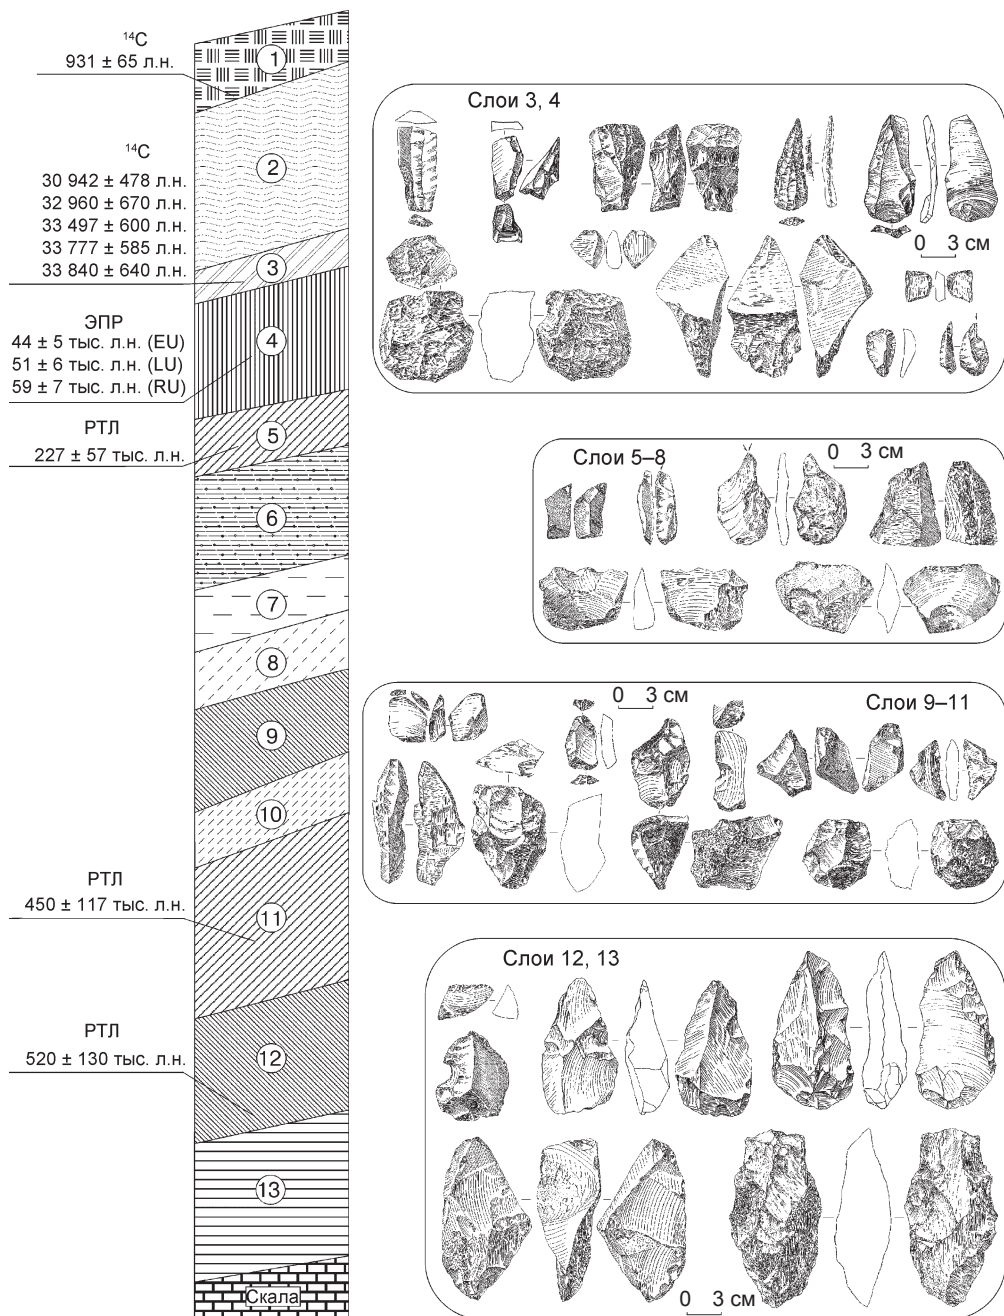 ¹⁴C
931 ± 65 л.н.
¹⁴C
30 942 ± 478 л.н.
32 960 ± 670 л.н.
33 497 ± 600 л.н.
33 777 ± 585 л.н.
33 840 ± 640 л.н.
ЭПР
44 ± 5 тыс. л.н. (EU)
51 ± 6 тыс. л.н. (LU)
59 ± 7 тыс. л.н. (RU)
РТЛ
227 ± 57 тыс. л.н.
РТЛ
450 ± 117 тыс. л.н.
РТЛ
520 ± 130 тыс. л.н.
1
2
3
4
5
6
7
8
9
10
11
12
13
Скала
Слои 3, 4
0 3 см
Слои 5–8
0 3 см
0 3 см
Слои 9–11
Слои 12, 13
0 3 см